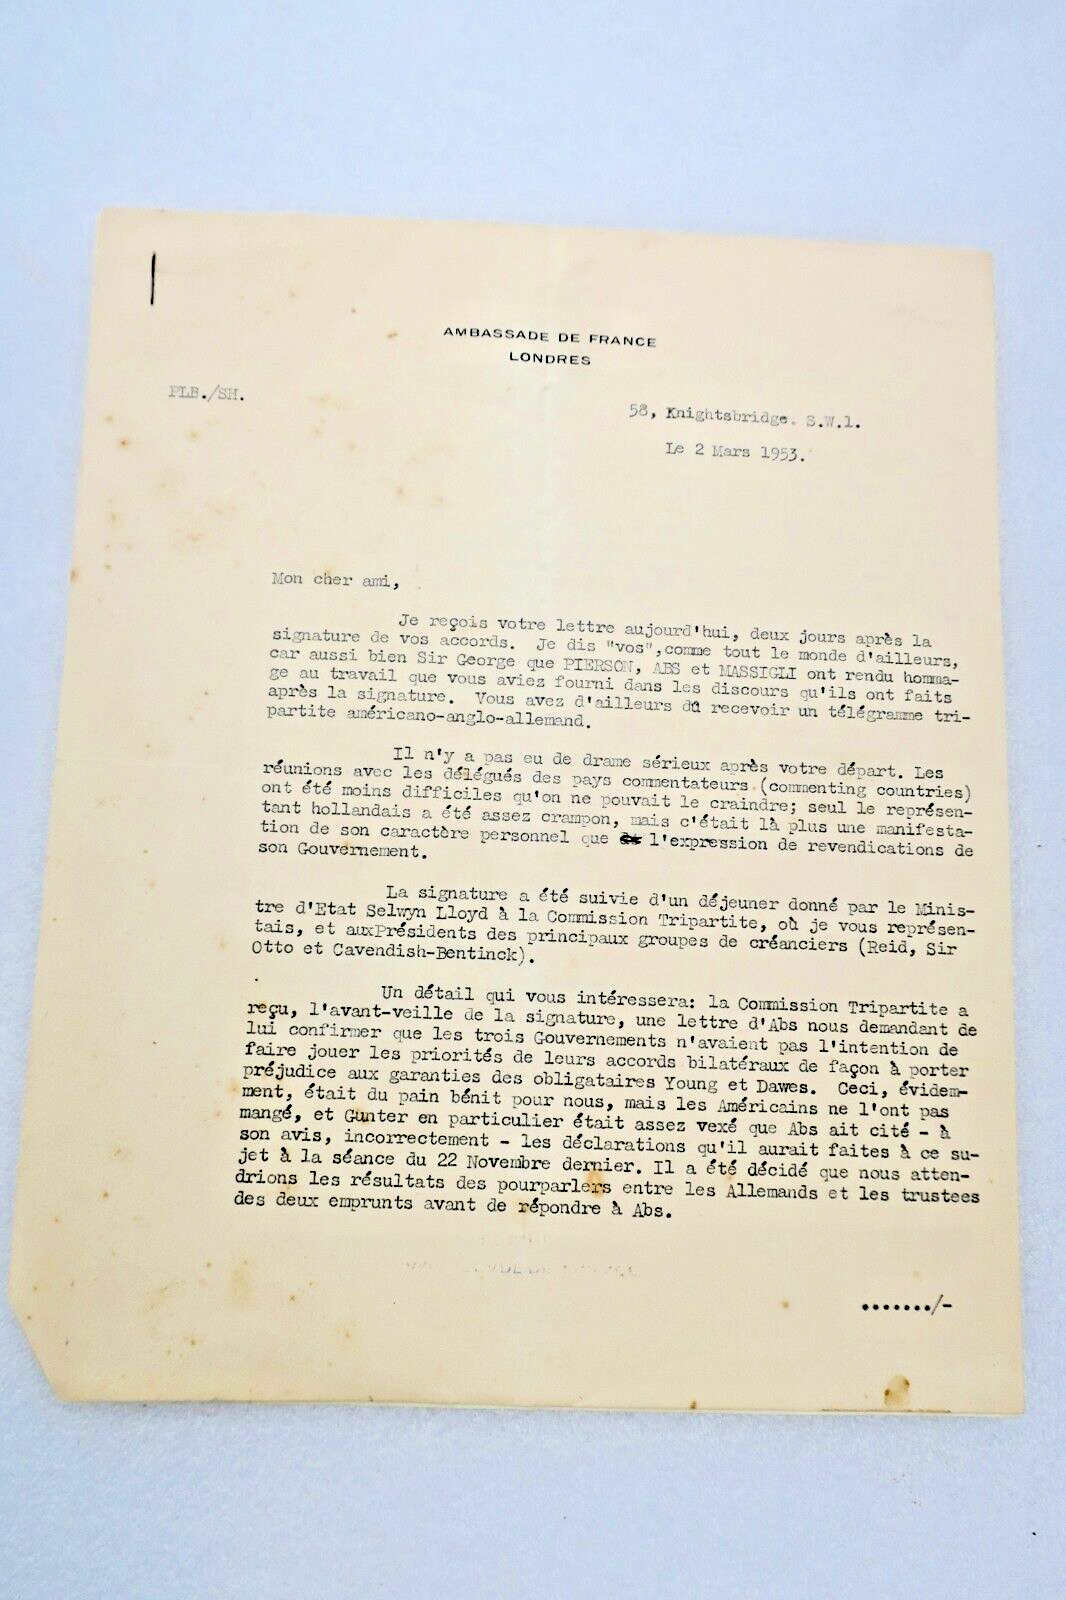 AMBASSADE DE FRANCE
LONDRES
PLB./SH.
58, Knightsbridge. S.W.1.
Le 2 Mars 1953.
Mon cher ami,
Je reçois votre lettre aujourd'hui, deux jours après la
signature de vos accords. Je dis "vos",comme tout le monde d'ailleurs,
car aussi bien Sir George que PIERSON, ABS et MASSIGLI ont rendu homma-
ge au travail que vous aviez fourni dans les discours qu'ils ont faits
après la signature. Vous avez d'ailleurs dû recevoir un télégramme tri-
partite américano-anglo-allemand.
Il n'y a pas eu de drame sérieux après votre départ. Les
réunions avec les délégués des pays commentateurs (commenting countries)
ont été moins difficiles qu'on ne pouvait le craindre; seul le représen-
tant hollandais a été assez crampon, mais c'était là plus une manifesta-
tion de son caractère personnel que l'expression de revendications de
son Gouvernement.
La signature a été suivie d'un déjeuner donné par le Minis-
tre d'Etat Selwyn Lloyd à la Commission Tripartite, où je vous représen-
tais, et auxPrésidents des principaux groupes de créanciers (Reid, Sir
Otto et Cavendish-Bentinck).
Un détail qui vous intéressera: la Commission Tripartite a
reçu, l'avant-veille de la signature, une lettre d'Abs nous demandant de
lui confirmer que les trois Gouvernements n'avaient pas l'intention de
faire jouer les priorités de leurs accords bilatéraux de façon à porter
préjudice aux garanties des obligataires Young et Dawes. Ceci, évidem-
ment, était du pain bénit pour nous, mais les Américains ne l'ont pas
mangé, et Gunter en particulier était assez vexé que Abs ait cité - à
son avis, incorrectement - les déclarations qu'il aurait faites à ce su-
jet à la séance du 22 Novembre dernier. Il a été décidé que nous atten-
drions les résultats des pourparlers entre les Allemands et les trustees
des deux emprunts avant de répondre à Abs.
......./-